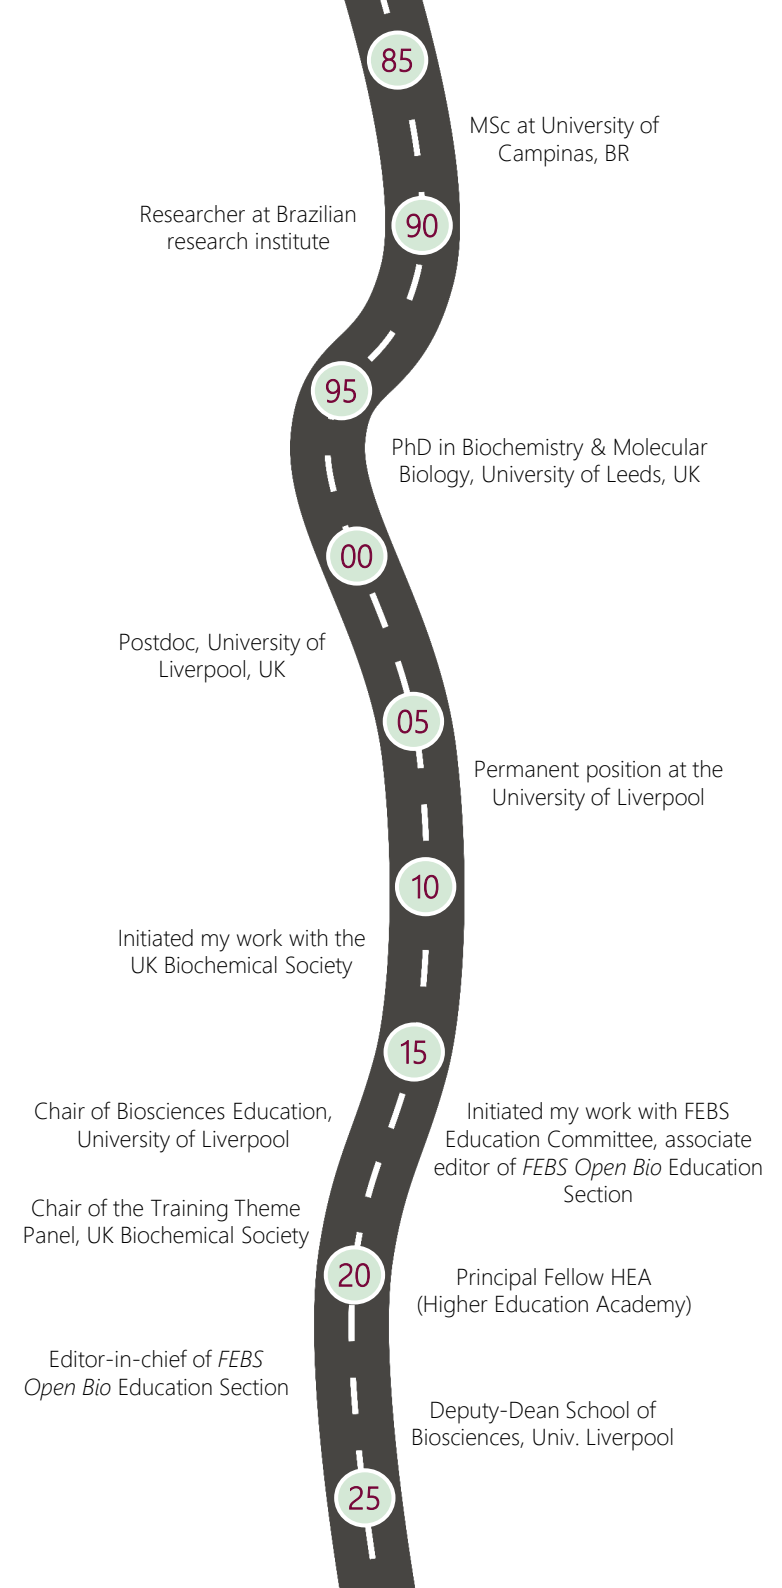 85
MSc at University of
Campinas, BR
Researcher at Brazilian
research institute
90
95
PhD in Biochemistry & Molecular
Biology, University of Leeds, UK
00
Postdoc, University of
Liverpool, UK
05
Permanent position at the
University of Liverpool
10
Initiated my work with the
UK Biochemical Society
15
Chair of Biosciences Education,
University of Liverpool
Initiated my work with FEBS
Education Committee, associate
editor of FEBS Open Bio Education
Section
Chair of the Training Theme
Panel, UK Biochemical Society
20
Principal Fellow HEA
(Higher Education Academy)
Editor-in-chief of FEBS
Open Bio Education Section
Deputy-Dean School of
Biosciences, Univ. Liverpool
25